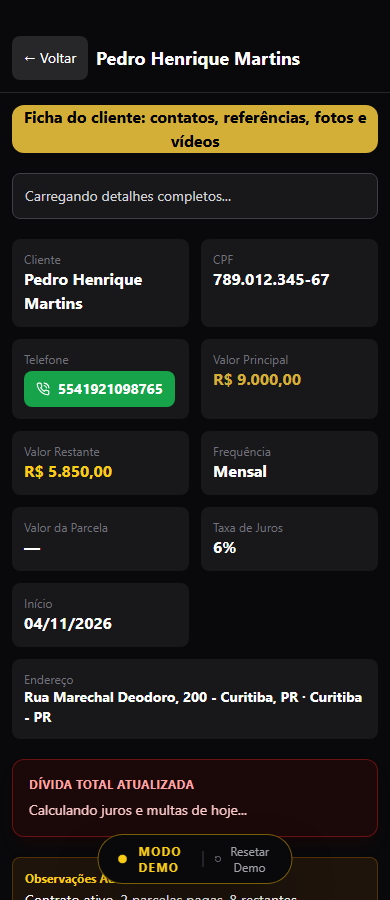 ← Voltar
Pedro Henrique Martins
Ficha do cliente: contatos, referências, fotos e
vídeos
Carregando detalhes completos...
Cliente
Pedro Henrique
Martins
CPF
789.012.345-67
Telefone
5541921098765
Valor Principal
R$ 9.000,00
Valor Restante
R$ 5.850,00
Frequência
Mensal
Valor da Parcela
—
Taxa de Juros
6%
Início
04/11/2026
Endereço
Rua Marechal Deodoro, 200 - Curitiba, PR · Curitiba
- PR
DÍVIDA TOTAL ATUALIZADA
Calculando juros e multas de hoje...
MODO
DEMO
Resetar
Demo
Observações